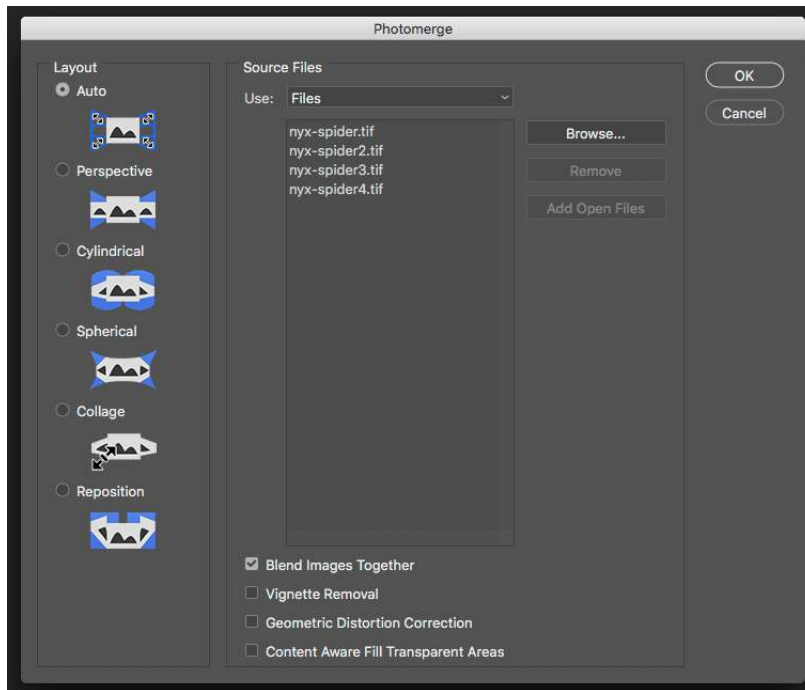 Photomerge
Layout
Auto
Perspective
Cylindrical
Spherical
Collage
Reposition
Source Files
Use: Files
nyx-spider.tif
nyx-spider2.tif
nyx-spider3.tif
nyx-spider4.tif
Browse...
Remove
Add Open Files
Blend Images Together
Vignette Removal
Geometric Distortion Correction
Content Aware Fill Transparent Areas
OK
Cancel